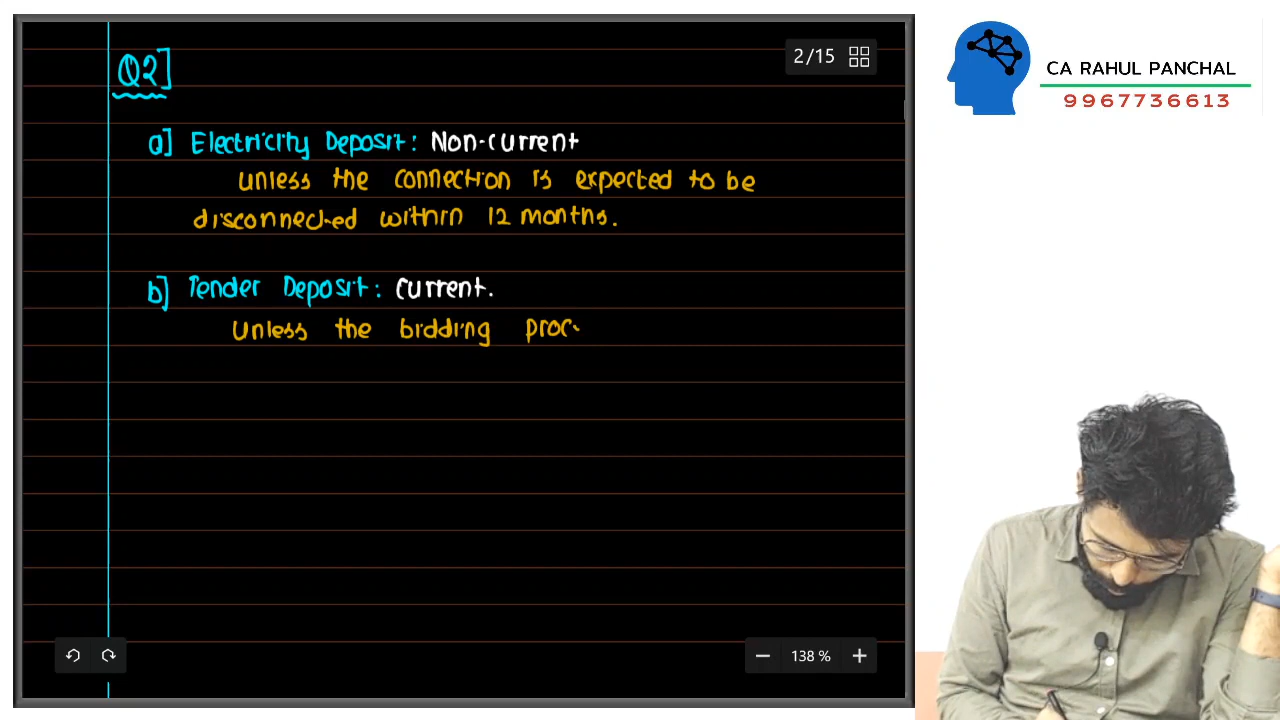 Q2]
2/15
CA RAHUL PANCHAL
9967736613
a] Electricity Deposit: Non-current
unless the connection is expected to be
disconnected within 12 months.
b] Tender Deposit: current.
Unless the bidding proc
138 %